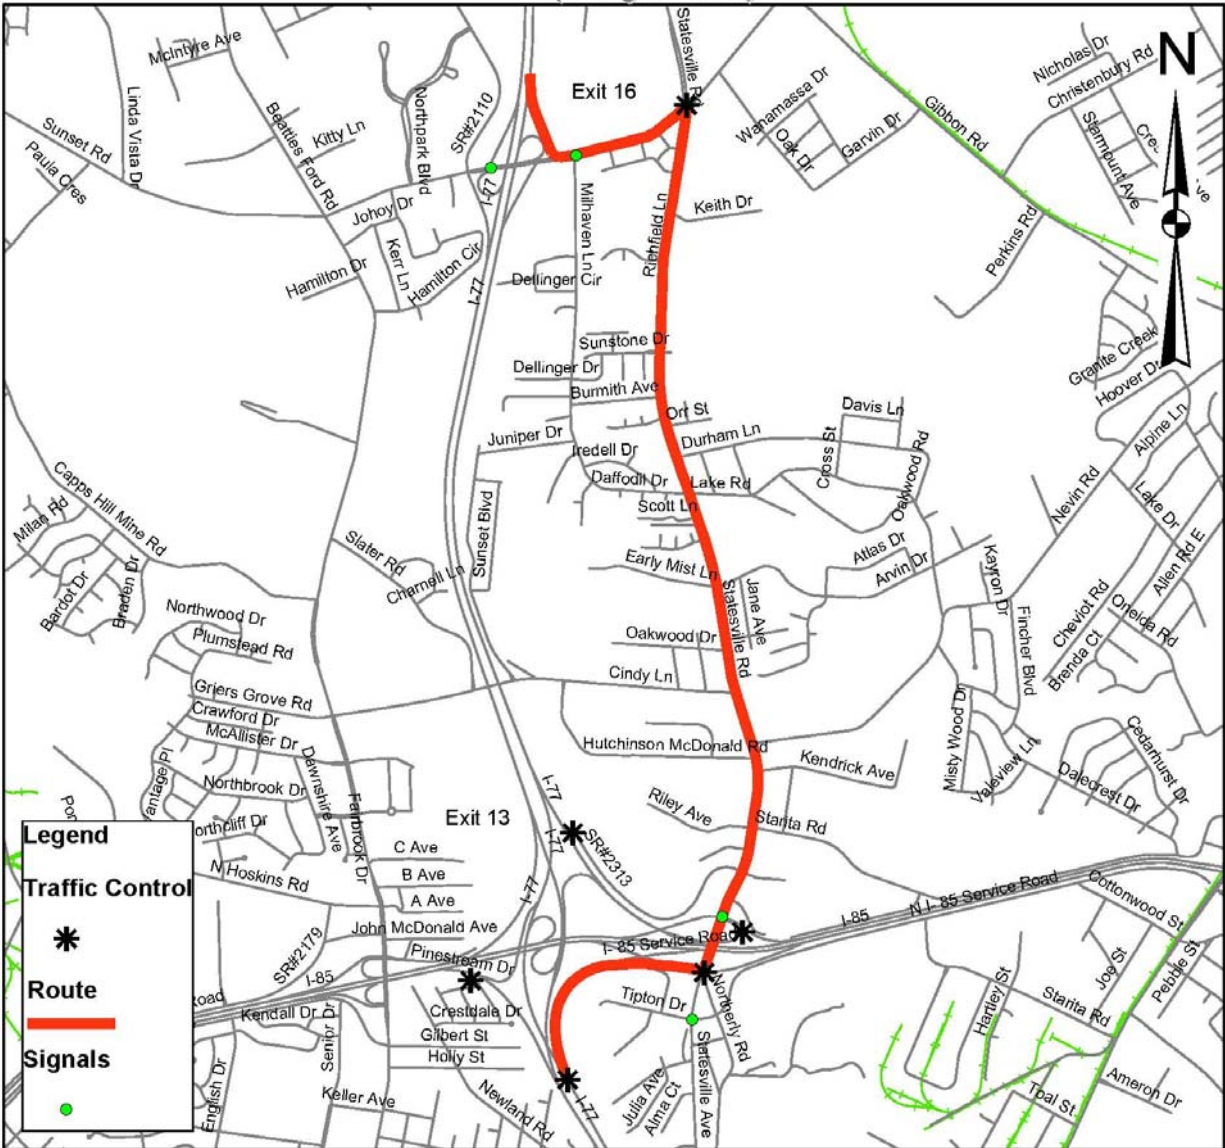 McIntyre Ave
Linda Vista Dr
Sunset Rd
Paula Cres
Beatties Ford Rd
Kitty Ln
Northpark Blvd
SR#2110
Exit 16
Statesville Rd
Wanamassa Dr
Oak Dr
Garvin Dr
Gibbon Rd
Nicholas Dr
Christenbury Rd
Starmount Ave
N
Perkins Rd
Johoy Dr
Kerr Ln
Hamilton Cir
Hamilton Dr
I-77
I-77
Milhaven Ln
Richfield Ln
Keith Dr
Dellinger Cir
Sunstone Dr
Dellinger Dr
Burmith Ave
Granite Creek
Hoover Dr
Alpine Ln
Orr St
Durham Ln
Davis Ln
Cross St
Oakwood Rd
Juniper Dr
Iredell Dr
Daffodil Dr
Lake Rd
Scott Ln
Nevin Rd
Lake Dr
Allen Rd E
Capps Hill Mine Rd
Milan Rd
Bardot Dr
Braden Dr
Slater Rd
Charnell Ln
Sunset Blvd
Early Mist Ln
Statesville Rd
Jane Ave
Atlas Dr
Arvin Dr
Kayron Dr
Fincher Blvd
Cheviot Rd
Oneida Rd
Brenda Ct
Northwood Dr
Plumstead Rd
Oakwood Dr
Cindy Ln
Griers Grove Rd
Crawford Dr
McAllister Dr
Hutchinson McDonald Rd
Kendrick Ave
Misty Wood Dr
Valeview Ln
Dalecrest Dr
Cedarhurst Dr
Northbrook Dr
Dawnshire Ave
Fairbrook Dr
Exit 13
I-77
I-77
SR#2313
Riley Ave
Starita Rd
N Hoskins Rd
C Ave
B Ave
A Ave
John McDonald Ave
I-77
Pinestream Dr
I- 85 Service Road
I-85
N I- 85 Service Road
Cottonwood St
Pebble St
Joe St
Hartley St
Starita Rd
SR#2179
I-85
Kendall Dr
Senior Dr
Crestdale Dr
Gilbert St
Holly St
Keller Ave
English Dr
Newland Rd
I-77
Tipton Dr
Northerly Rd
Statesville Ave
Julia Ave
Alma Ct
Toal St
Ameron Dr
Legend
Traffic Control
Route
Signals